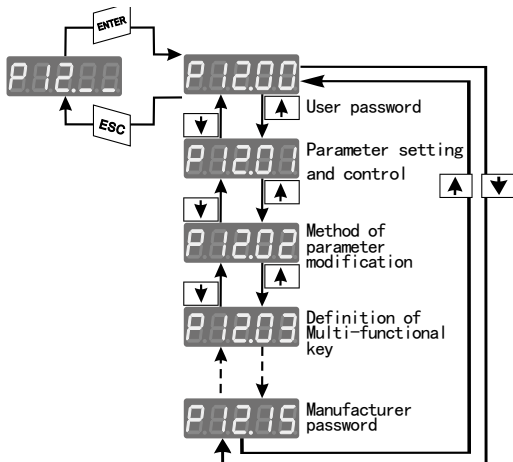 ENTER
P12._ _
P12.00
ESC
User password
P12.01
Parameter setting
and control
P12.02
Method of
parameter
modification
P12.03
Definition of
Multi-functional
key
P12.15
Manufacturer
password